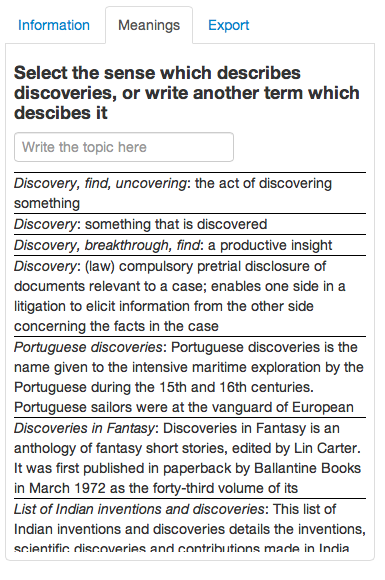 Information Meanings Export
Select the sense which describes
discoveries, or write another term which
descibes it
Write the topic here
Discovery, find, uncovering: the act of discovering
something
Discovery: something that is discovered
Discovery, breakthrough, find: a productive insight
Discovery: (law) compulsory pretrial disclosure of
documents relevant to a case; enables one side in a
litigation to elicit information from the other side
concerning the facts in the case
Portuguese discoveries: Portuguese discoveries is the
name given to the intensive maritime exploration by the
Portuguese during the 15th and 16th centuries.
Portuguese sailors were at the vanguard of European
Discoveries in Fantasy: Discoveries in Fantasy is an
anthology of fantasy short stories, edited by Lin Carter.
It was first published in paperback by Ballantine Books
in March 1972 as the forty-third volume of its
List of Indian inventions and discoveries: This list of
Indian inventions and discoveries details the inventions,
scientific discoveries and contributions made in India